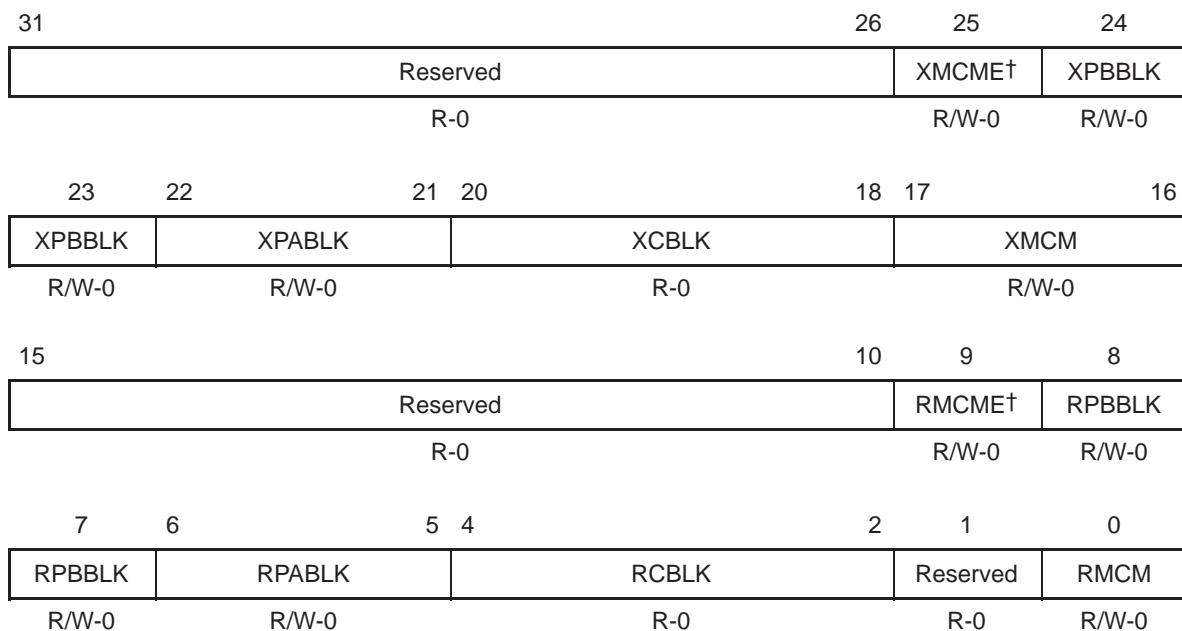 31 26 25 24
Reserved XMCME† XPBBLK
R-0 R/W-0 R/W-0
23 22 21 20 18 17 16
XPBBLK XPABLK XCBLK XMCM
R/W-0 R/W-0 R-0 R/W-0
15 10 9 8
Reserved RMCME† RPBBLK
R-0 R/W-0 R/W-0
7 6 5 4 2 1 0
RPBBLK RPABLK RCBLK Reserved RMCM
R/W-0 R/W-0 R-0 R-0 R/W-0